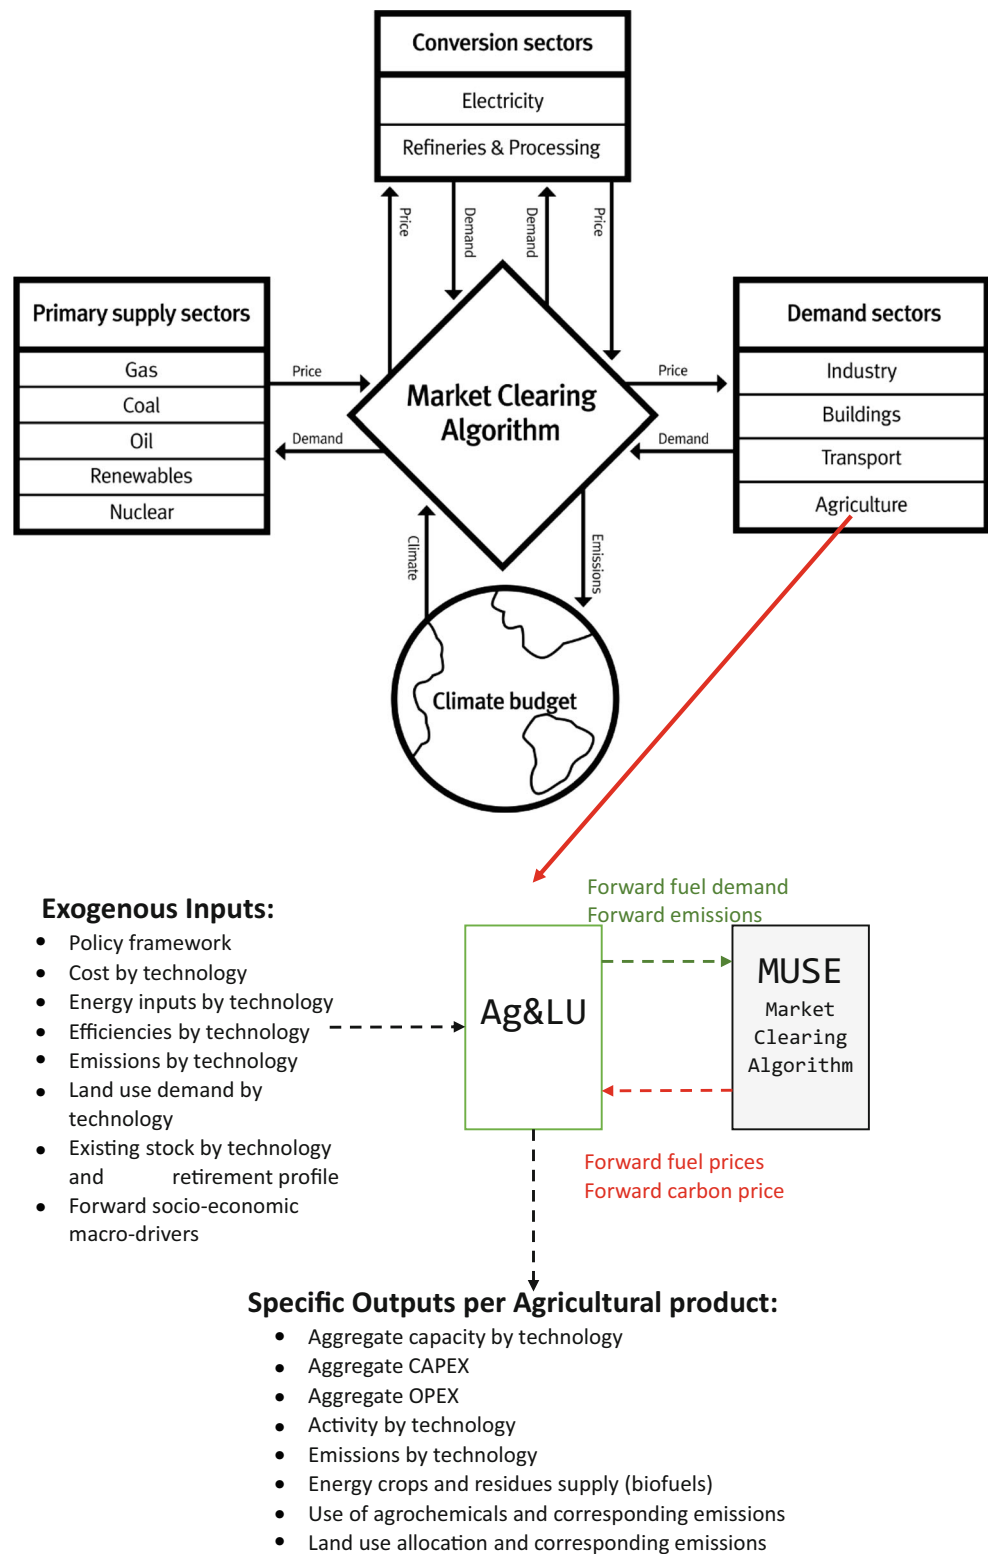 Conversion sectors
Electricity
Refineries & Processing
Price
Demand
Demand
Price
Primary supply sectors
Gas
Coal
Oil
Renewables
Nuclear
Price
Demand
Market Clearing
Algorithm
Price
Demand
Demand sectors
Industry
Buildings
Transport
Agriculture
Climate
Emissions
Climate budget
Exogenous Inputs:
• Policy framework
• Cost by technology
• Energy inputs by technology
• Efficiencies by technology
• Emissions by technology
• Land use demand by
technology
• Existing stock by technology
and retirement profile
• Forward socio-economic
macro-drivers
Forward fuel demand
Forward emissions
Ag&LU
MUSE
Market
Clearing
Algorithm
Forward fuel prices
Forward carbon price
Specific Outputs per Agricultural product:
• Aggregate capacity by technology
• Aggregate CAPEX
• Aggregate OPEX
• Activity by technology
• Emissions by technology
• Energy crops and residues supply (biofuels)
• Use of agrochemicals and corresponding emissions
• Land use allocation and corresponding emissions